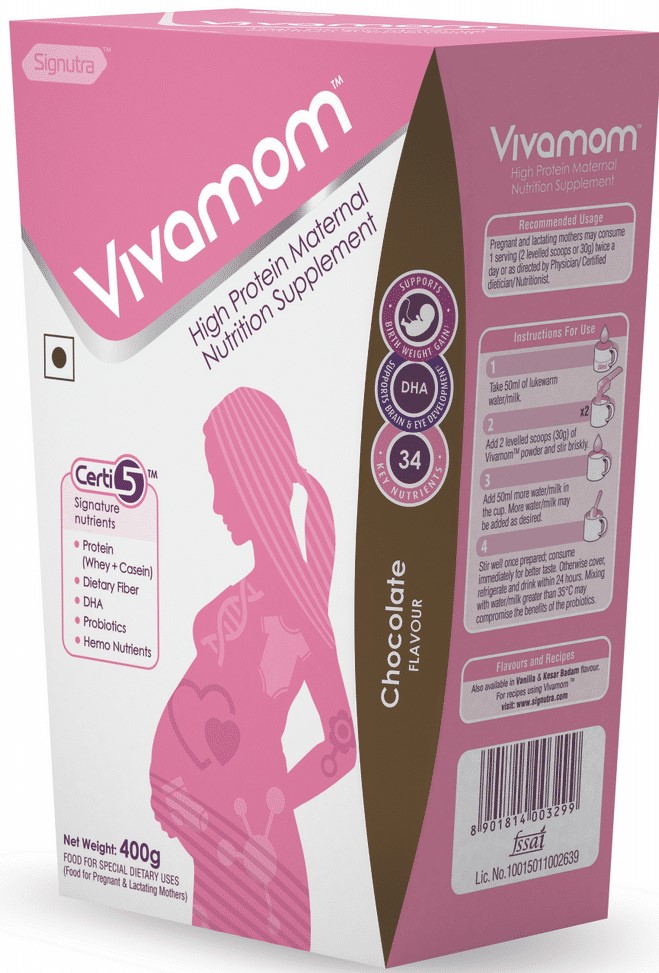 Vivamom
Signutra™
Vivamom™
High Protein Maternal
Nutrition Supplement
Certi5™
Signature
nutrients
• Protein
(Whey + Casein)
• Dietary Fiber
• DHA
• Probiotics
• Hemo Nutrients
Net Weight: 400g
FOOD FOR SPECIAL DIETARY USES
(Food for Pregnant & Lactating Mothers)
• SUPPORTS •
BIRTH WEIGHT GAIN
DHA
SUPPORTS BRAIN & EYE DEVELOPMENT
34
• KEY NUTRIENTS •
Chocolate
FLAVOUR
Vivamom™
High Protein Maternal
Nutrition Supplement
Recommended Usage
Pregnant and lactating mothers may consume
1 serving (2 levelled scoops or 30g) twice a
day or as directed by Physician/ Certified
dietician/Nutritionist.
Instructions For Use
1
Take 50ml of lukewarm
water/milk.
x2
2
Add 2 levelled scoops (30g) of
Vivamom™ powder and stir briskly.
3
Add 50ml more water/milk in
the cup. More water/milk may
be added as desired.
4
Stir well once prepared; consume
immediately for better taste. Otherwise cover,
refrigerate and drink within 24 hours. Mixing
with water/milk greater than 35°C may
compromise the benefits of the probiotics.
Flavours and Recipes
Also available in Vanilla & Kesar Badam flavour.
For recipes using Vivamom™
visit: www.signutra.com
8 901814 003299
fssai
Lic. No. 10015011002639